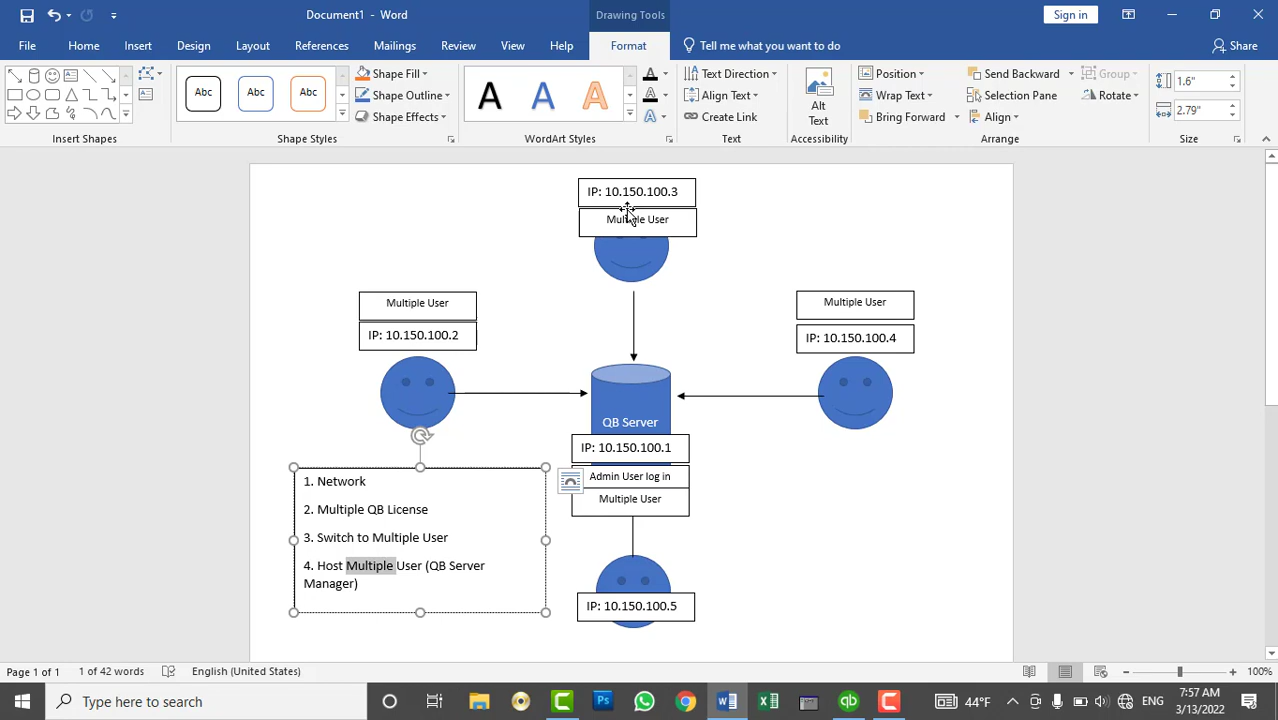 Document1 - Word
Drawing Tools
Sign in
File
Home
Insert
Design
Layout
References
Mailings
Review
View
Help
Format
Tell me what you want to do
Share
Abc
Abc
Abc
Shape Fill
Shape Outline
Shape Effects
A
A
A
Text Direction
Align Text
Create Link
Alt
Text
Position
Wrap Text
Bring Forward
Send Backward
Selection Pane
Align
Group
Rotate
1.6"
2.79"
Insert Shapes
Shape Styles
WordArt Styles
Text
Accessibility
Arrange
Size
IP: 10.150.100.3
Multiple User
Multiple User
IP: 10.150.100.2
Multiple User
IP: 10.150.100.4
QB Server
IP: 10.150.100.1
Admin User log in
Multiple User
1. Network
2. Multiple QB License
3. Switch to Multiple User
4. Host Multiple User (QB Server
Manager)
IP: 10.150.100.5
Page 1 of 1
1 of 42 words
English (United States)
100%
Type here to search
44°F
ENG
7:57 AM
3/13/2022